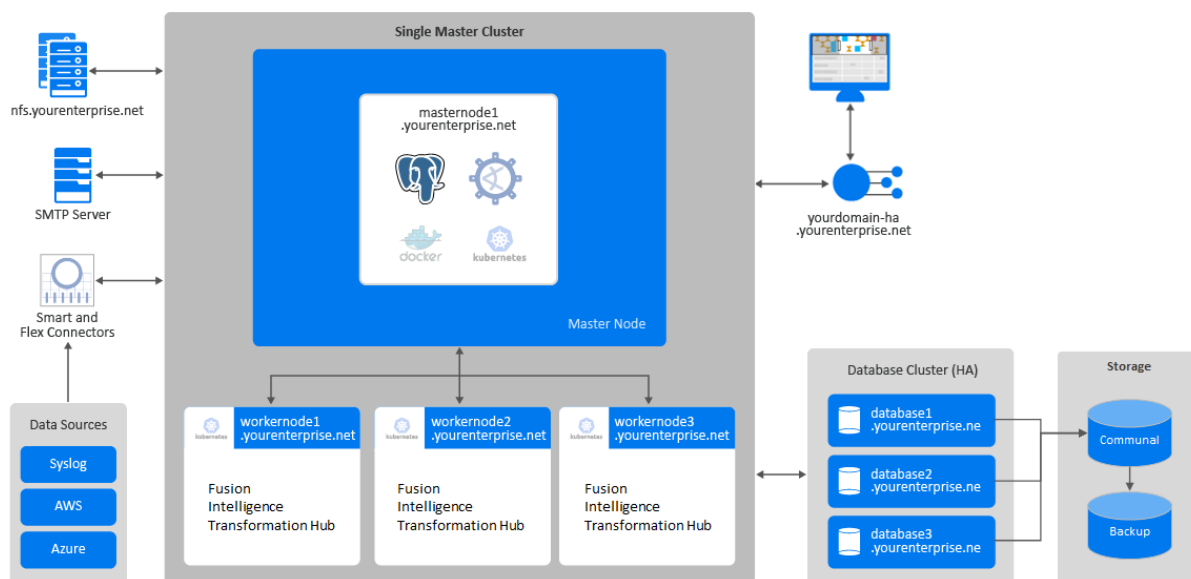 Single Master Cluster
nfs.yourenterprise.net
SMTP Server
Smart and
Flex Connectors
Data Sources
Syslog
AWS
Azure
masternode1
.yourenterprise.net
docker
kubernetes
Master Node
kubernetes
workernode1
.yourenterprise.net
Fusion
Intelligence
Transformation Hub
kubernetes
workernode2
.yourenterprise.net
Fusion
Intelligence
Transformation Hub
kubernetes
workernode3
.yourenterprise.net
Fusion
Intelligence
Transformation Hub
yourdomain-ha
.yourenterprise.net
Database Cluster (HA)
database1
.yourenterprise.ne
database2
.yourenterprise.ne
database3
.yourenterprise.ne
Storage
Communal
Backup